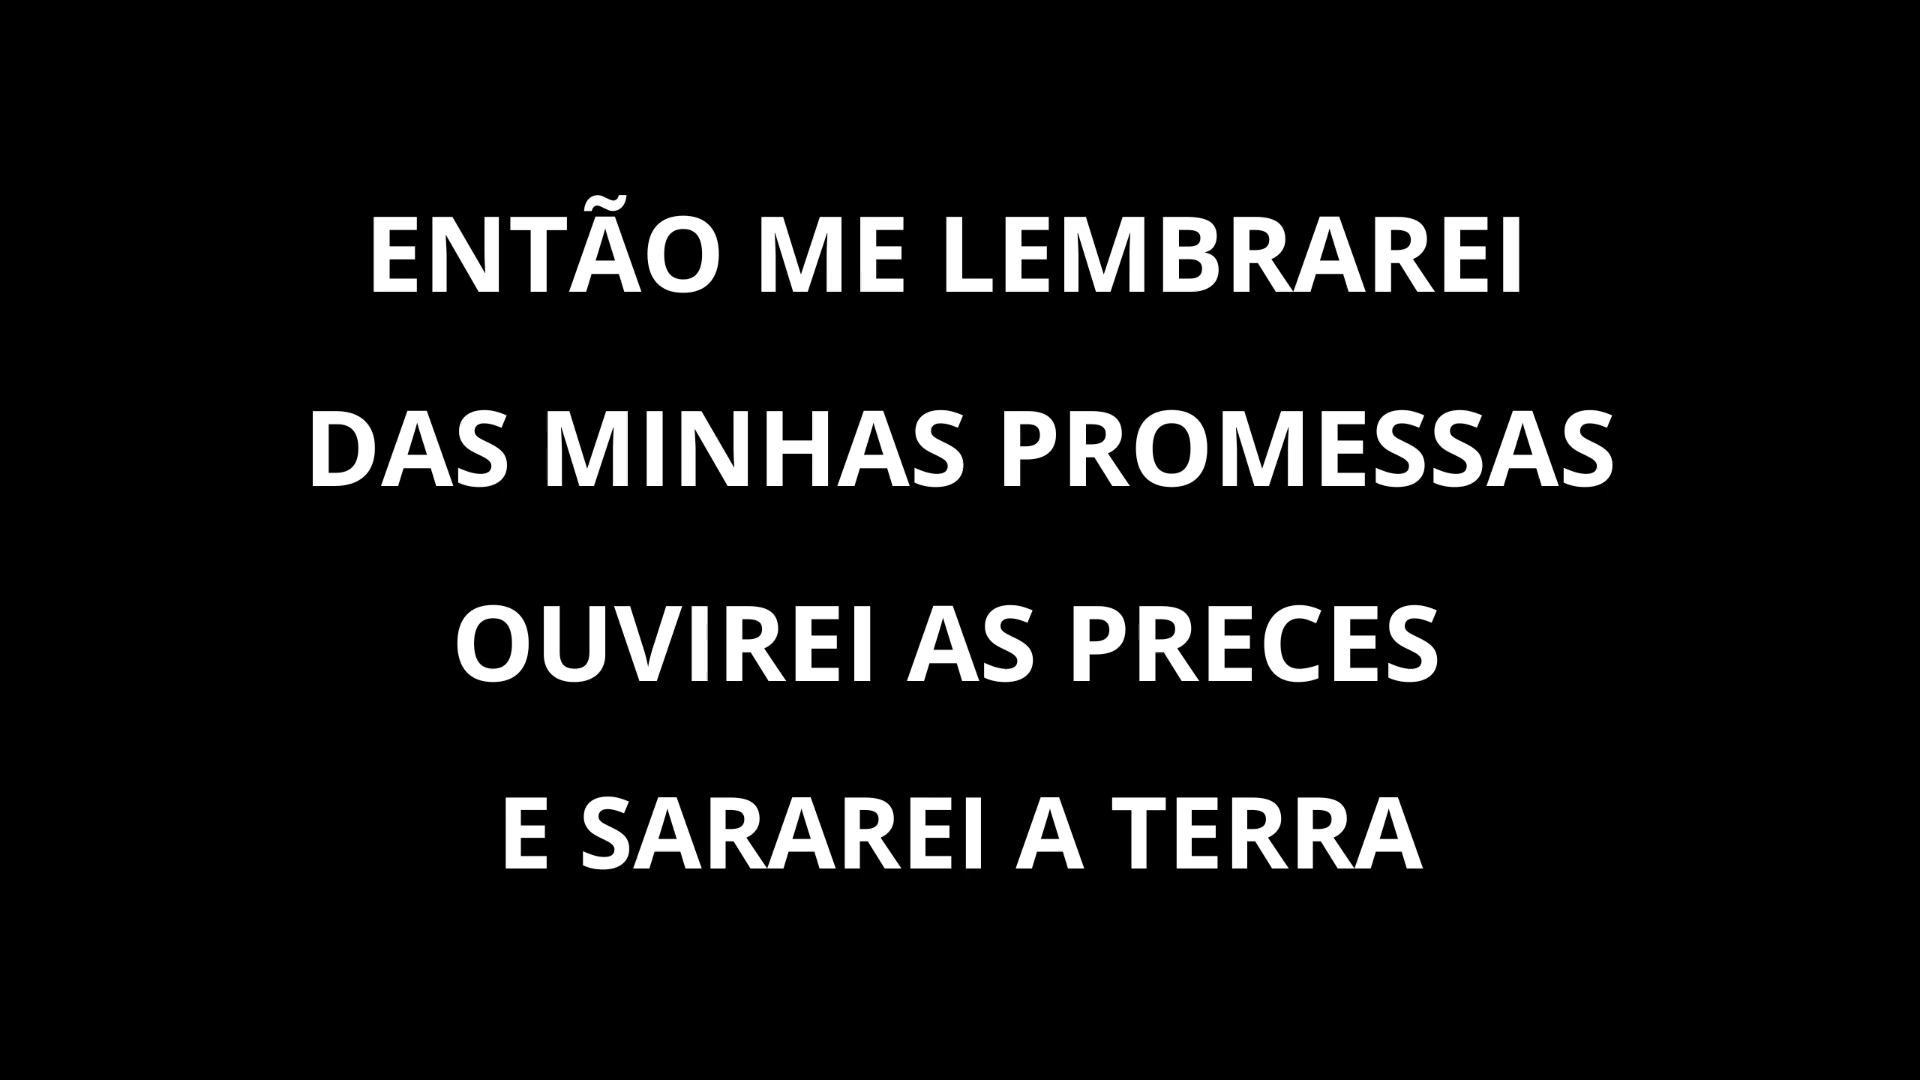 ENTÃO ME LEMBRAREI
DAS MINHAS PROMESSAS
OUVIREI AS PRECES
E SARAREI A TERRA